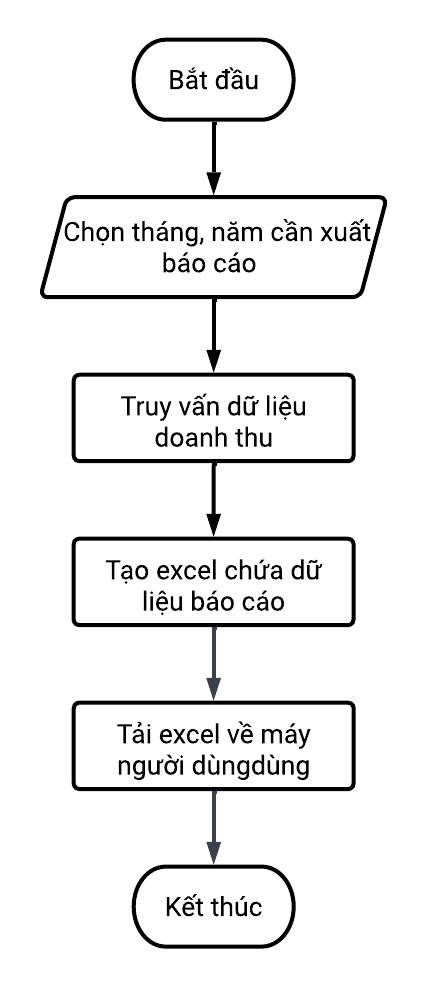 Bắt đầu
Chọn tháng, năm cần xuất
báo cáo
Truy vấn dữ liệu
doanh thu
Tạo excel chứa dữ
liệu báo cáo
Tải excel về máy
người dùngdùng
Kết thúc